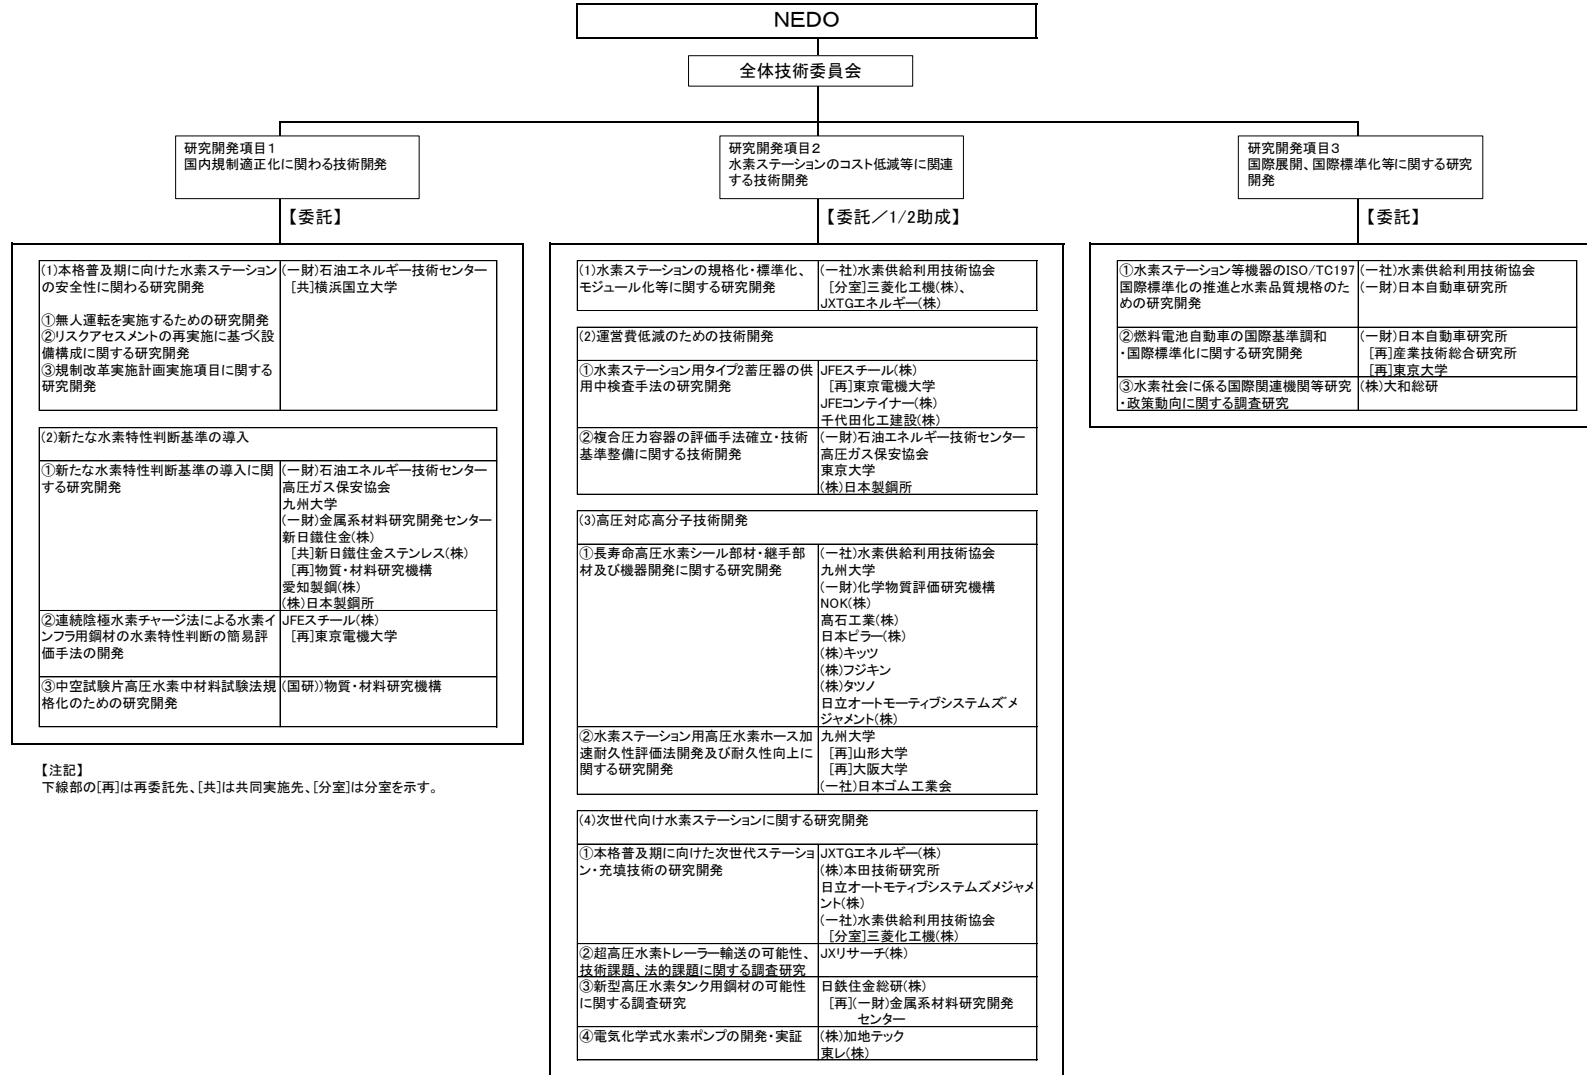 NEDO
全体技術委員会
研究開発項目1
国内規制適正化に関わる技術開発
【委託】
(1)本格普及期に向けた水素ステーション
の安全性に関わる研究開発
①無人運転を実施するための研究開発
②リスクアセスメントの再実施に基づく設
備構成に関する研究開発
③規制改革実施計画実施項目に関する
研究開発
(一財)石油エネルギー技術センター
[共]横浜国立大学
(2)新たな水素特性判断基準の導入
①新たな水素特性判断基準の導入に関
する研究開発
(一財)石油エネルギー技術センター
高圧ガス保安協会
九州大学
(一財)金属系材料研究開発センター
新日鐵住金(株)
[共]新日鐵住金ステンレス(株)
[再]物質・材料研究機構
愛知製鋼(株)
(株)日本製鋼所
②連続陰極水素チャージ法による水素イ
ンフラ用鋼材の水素特性判断の簡易評
価手法の開発
JFEスチール(株)
[再]東京電機大学
③中空試験片高圧水素中材料試験法規
格化のための研究開発
(国研))物質・材料研究機構
【注記】
下線部の[再]は再委託先、[共]は共同実施先、[分室]は分室を示す。
研究開発項目2
水素ステーションのコスト低減等に関連
する技術開発
【委託／1/2助成】
(1)水素ステーションの規格化・標準化、
モジュール化等に関する研究開発
(一社)水素供給利用技術協会
[分室]三菱化工機(株)、
JXTGエネルギー(株)
(2)運営費低減のための技術開発
①水素ステーション用タイプ2蓄圧器の供
用中検査手法の研究開発
JFEスチール(株)
[再]東京電機大学
JFEコンテイナー(株)
千代田化工建設(株)
②複合圧力容器の評価手法確立・技術
基準整備に関する技術開発
(一財)石油エネルギー技術センター
高圧ガス保安協会
東京大学
(株)日本製鋼所
(3)高圧対応高分子技術開発
①長寿命高圧水素シール部材・継手部
材及び機器開発に関する研究開発
(一社)水素供給利用技術協会
九州大学
(一財)化学物質評価研究機構
NOK(株)
高石工業(株)
日本ピラー(株)
(株)キッツ
(株)フジキン
(株)タツノ
日立オートモーティブシステムズメ
ジャメント(株)
②水素ステーション用高圧水素ホース加
速耐久性評価法開発及び耐久性向上に
関する研究開発
九州大学
[再]山形大学
[再]大阪大学
(一社)日本ゴム工業会
(4)次世代向け水素ステーションに関する研究開発
①本格普及期に向けた次世代ステーショ
ン・充填技術の研究開発
JXTGエネルギー(株)
(株)本田技術研究所
日立オートモティブシステムズメジャメ
ント(株)
(一社)水素供給利用技術協会
[分室]三菱化工機(株)
②超高圧水素トレーラー輸送の可能性、
技術課題、法的課題に関する調査研究
JXリサーチ(株)
③新型高圧水素タンク用鋼材の可能性
に関する調査研究
日鉄住金総研(株)
[再](一財)金属系材料研究開発
センター
④電気化学式水素ポンプの開発・実証
(株)加地テック
東レ(株)
研究開発項目3
国際展開、国際標準化等に関する研究
開発
【委託】
①水素ステーション等機器のISO/TC197
国際標準化の推進と水素品質規格のた
めの研究開発
(一社)水素供給利用技術協会
(一財)日本自動車研究所
②燃料電池自動車の国際基準調和
・国際標準化に関する研究開発
(一財)日本自動車研究所
[再]産業技術総合研究所
[再]東京大学
③水素社会に係る国際関連機関等研究
・政策動向に関する調査研究
(株)大和総研